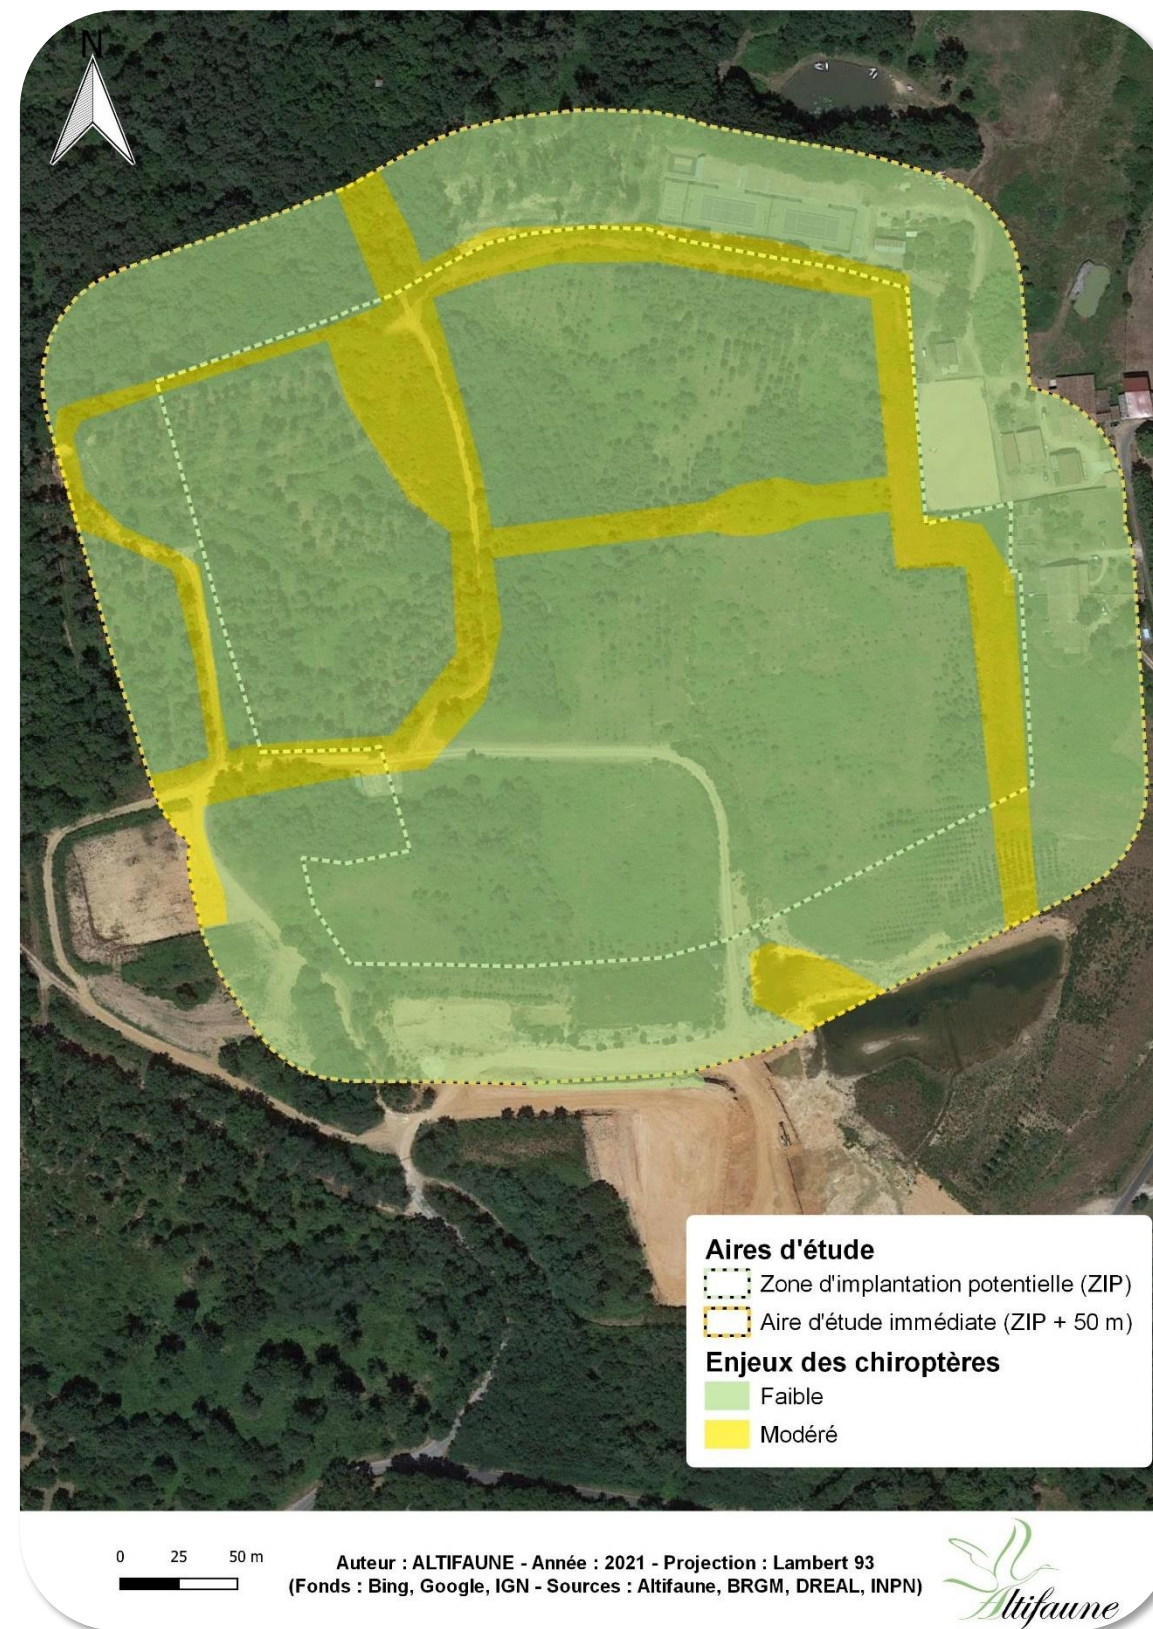 N
Aires d'étude
Zone d'implantation potentielle (ZIP)
Aire d'étude immédiate (ZIP + 50 m)
Enjeux des chiroptères
Faible
Modéré
0 25 50 m
Auteur : ALTIFAUNE - Année : 2021 - Projection : Lambert 93
(Fonds : Bing, Google, IGN - Sources : Altifaune, BRGM, DREAL, INPN)
Altifaune